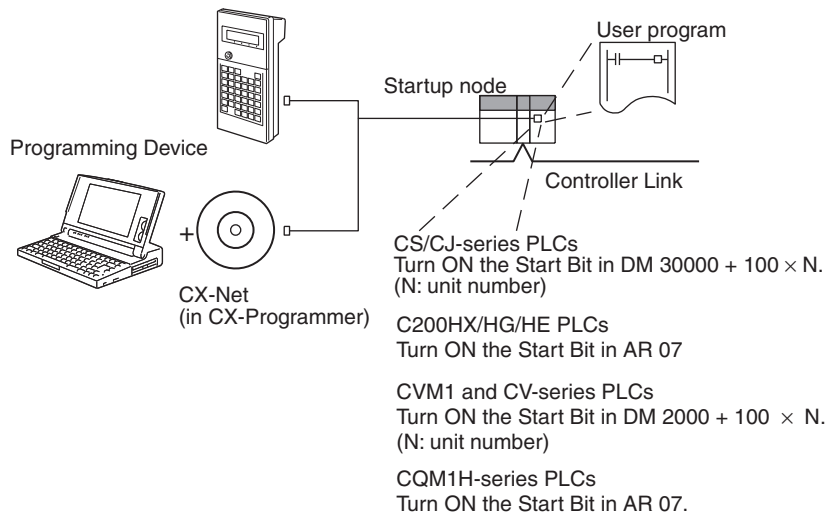 User program
Startup node
Programming Device
Controller Link
+
CX-Net
(in CX-Programmer)
CS/CJ-series PLCs
Turn ON the Start Bit in DM 30000 + 100 × N.
(N: unit number)
C200HX/HG/HE PLCs
Turn ON the Start Bit in AR 07
CVM1 and CV-series PLCs
Turn ON the Start Bit in DM 2000 + 100 × N.
(N: unit number)
CQM1H-series PLCs
Turn ON the Start Bit in AR 07.